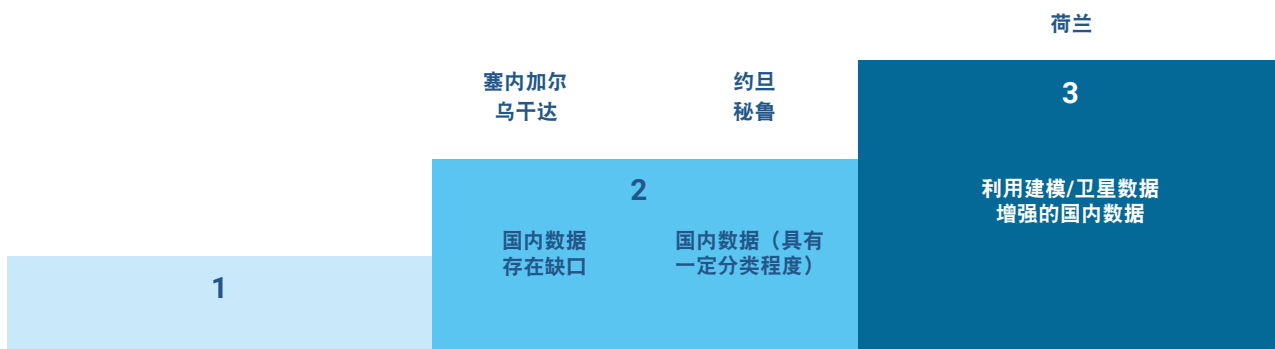 荷兰
塞内加尔
乌干达
约旦
秘鲁
3
利用建模/卫星数据
增强的国内数据
2
国内数据
存在缺口
国内数据（具有
一定分类程度）
1